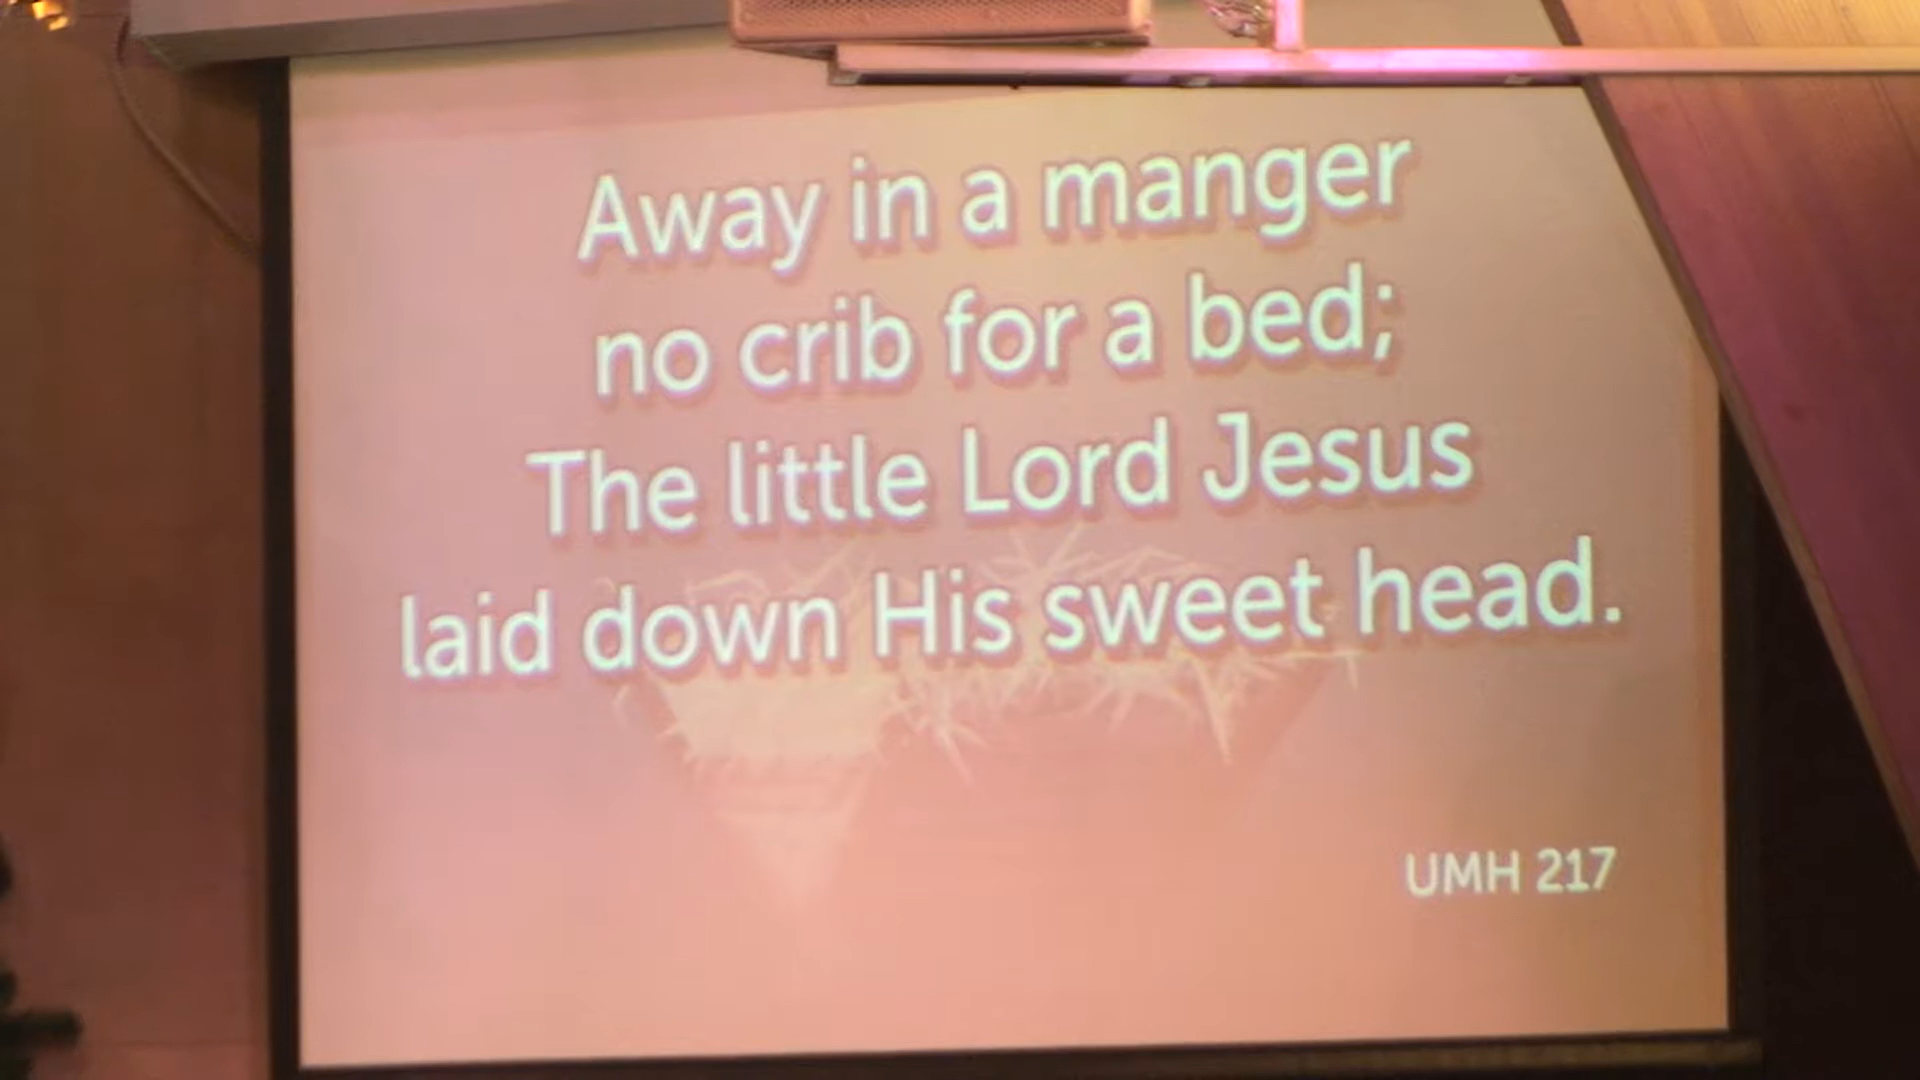 Away in a manger
no crib for a bed;
The little Lord Jesus
laid down His sweet head.
UMH 217